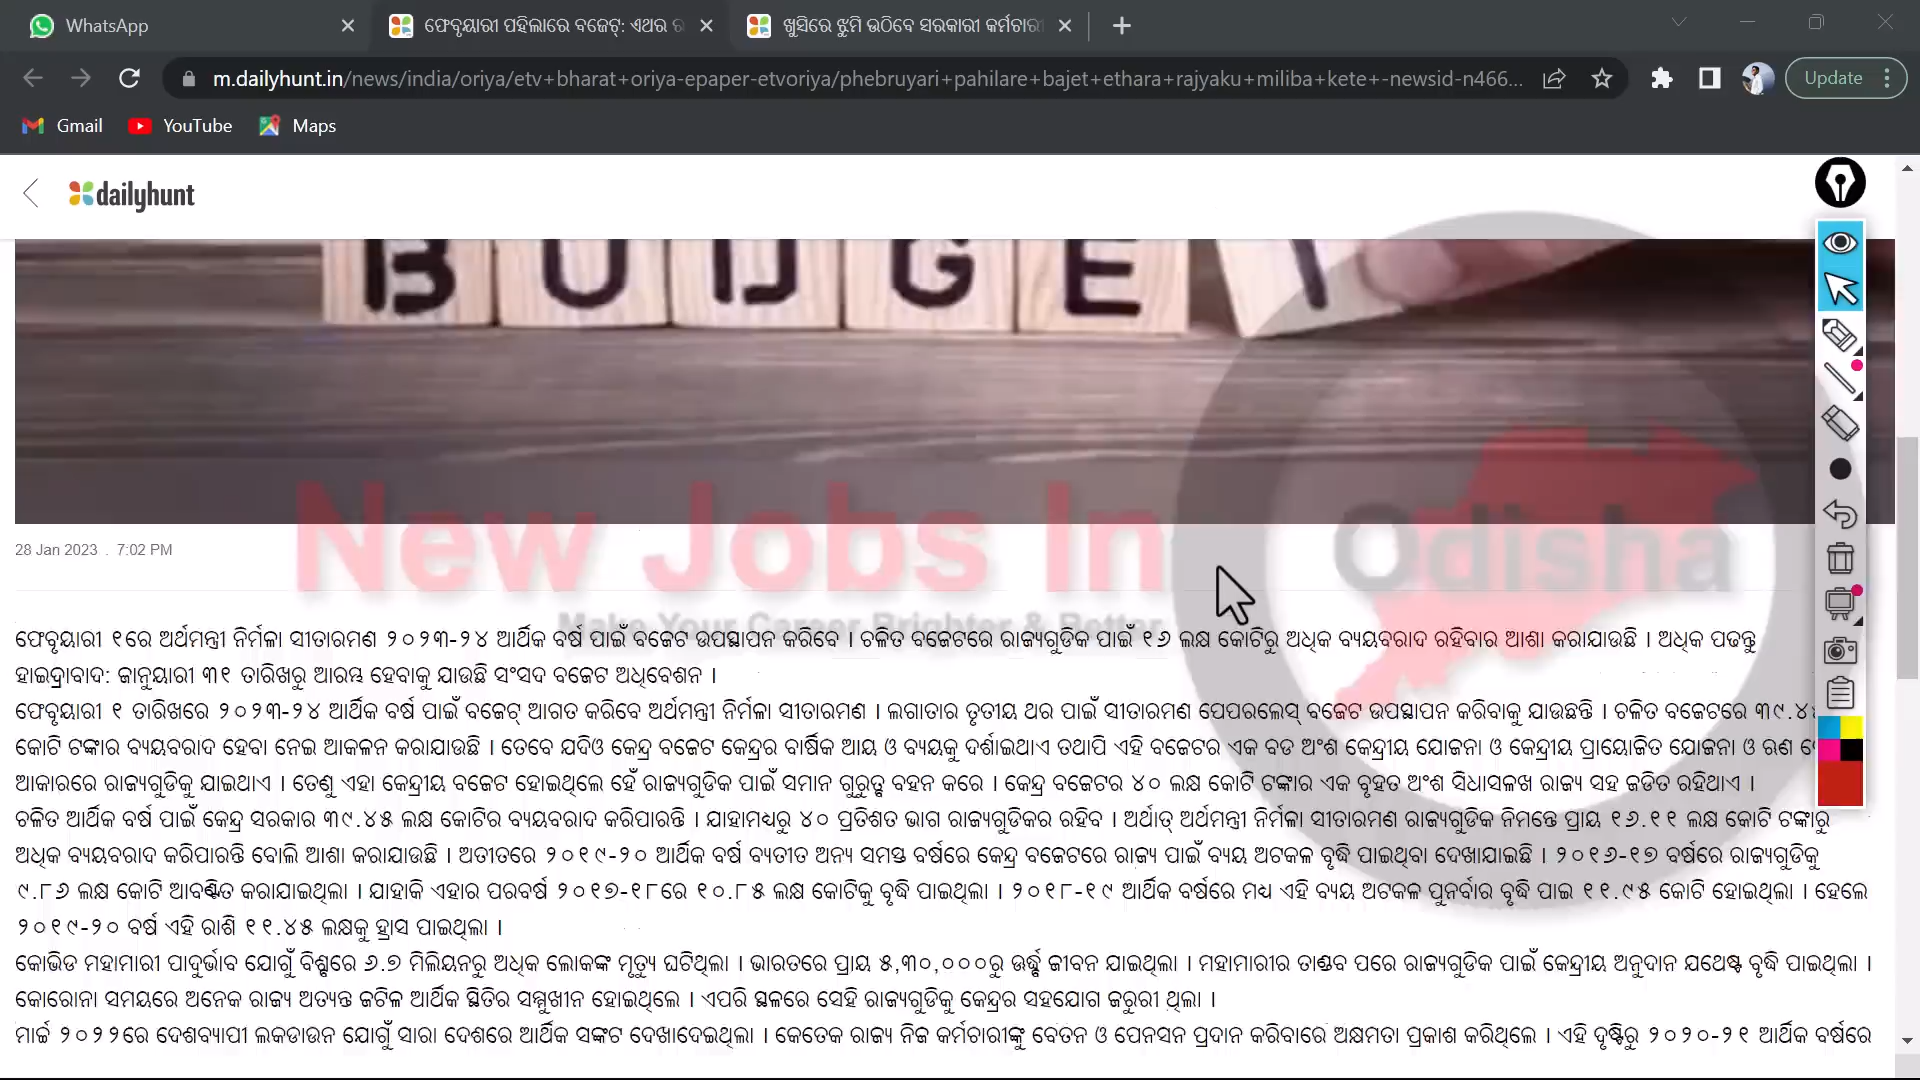 WhatsApp
ଫେବୃୟାରୀ ପହିଲାରେ ବଜେଟ୍: ଏଥର ର
ଖୁସିରେ ଝୁମି ଉଠିବେ ସରକାରୀ କର୍ମଚାରୀ
m.dailyhunt.in/news/india/oriya/etv+bharat+oriya-epaper-etvoriya/phebruyari+pahilare+bajet+ethara+rajyaku+miliba+kete+-newsid-n466...
Update
Gmail
YouTube
Maps
dailyhunt
BUDGET
New Jobs In Odisha
Make Your Career Brighter & Better
28 Jan 2023 . 7:02 PM
ଫେବୃୟାରୀ ୧ରେ ଅର୍ଥମନ୍ତ୍ରୀ ନିର୍ମଳା ସୀତାରମଣ ୨୦୨୩-୨୪ ଆର୍ଥିକ ବର୍ଷ ପାଇଁ ବଜେଟ ଉପସ୍ଥାପନ କରିବେ । ଚଳିତ ବଜେଟରେ ରାଜ୍ୟଗୁଡିକ ପାଇଁ ୧୬ ଲକ୍ଷ କୋଟିରୁ ଅଧିକ ବ୍ୟୟବରାଦ ରହିବାର ଆଶା କରାଯାଉଛି । ଅଧିକ ପଢନ୍ତୁ
ହାଇଦ୍ରାବାଦ: ଜାନୁୟାରୀ ୩୧ ତାରିଖରୁ ଆରମ୍ଭ ହେବାକୁ ଯାଉଛି ସଂସଦ ବଜେଟ ଅଧିବେଶନ ।
ଫେବୃୟାରୀ ୧ ତାରିଖରେ ୨୦୨୩-୨୪ ଆର୍ଥିକ ବର୍ଷ ପାଇଁ ବଜେଟ୍ ଆଗତ କରିବେ ଅର୍ଥମନ୍ତ୍ରୀ ନିର୍ମଳା ସୀତାରମଣ । ଲଗାତାର ତୃତୀୟ ଥର ପାଇଁ ସୀତାରମଣ ପେପରଲେସ୍ ବଜେଟ ଉପସ୍ଥାପନ କରିବାକୁ ଯାଉଛନ୍ତି । ଚଳିତ ବଜେଟରେ ୩୯.୪୫
କୋଟି ଟଙ୍କାର ବ୍ୟୟବରାଦ ହେବା ନେଇ ଆକଳନ କରାଯାଉଛି । ତେବେ ଯଦିଓ କେନ୍ଦ୍ର ବଜେଟ କେନ୍ଦ୍ରର ବାର୍ଷିକ ଆୟ ଓ ବ୍ୟୟକୁ ଦର୍ଶାଇଥାଏ ତଥାପି ଏହି ବଜେଟର ଏକ ବଡ ଅଂଶ କେନ୍ଦ୍ରୀୟ ଯୋଜନା ଓ କେନ୍ଦ୍ରୀୟ ପ୍ରାୟୋଜିତ ଯୋଜନା ଓ ଋଣ
ଆକାରରେ ରାଜ୍ୟଗୁଡିକୁ ଯାଇଥାଏ । ତେଣୁ ଏହା କେନ୍ଦ୍ରୀୟ ବଜେଟ ହୋଇଥିଲେ ହେଁ ରାଜ୍ୟଗୁଡିକ ପାଇଁ ସମାନ ଗୁରୁତ୍ବ ବହନ କରେ । କେନ୍ଦ୍ର ବଜେଟର ୪୦ ଲକ୍ଷ କୋଟି ଟଙ୍କାର ଏକ ବୃହତ ଅଂଶ ସିଧାସଳଖ ରାଜ୍ୟ ସହ ଜଡିତ ରହିଥାଏ ।
ଚଳିତ ଆର୍ଥିକ ବର୍ଷ ପାଇଁ କେନ୍ଦ୍ର ସରକାର ୩୯.୪୫ ଲକ୍ଷ କୋଟିର ବ୍ୟୟବରାଦ କରିପାରନ୍ତି । ଯାହାମଧ୍ୟରୁ ୪୦ ପ୍ରତିଶତ ଭାଗ ରାଜ୍ୟଗୁଡିକର ରହିବ । ଅର୍ଥାତ୍ ଅର୍ଥମନ୍ତ୍ରୀ ନିର୍ମଳା ସୀତାରମଣ ରାଜ୍ୟଗୁଡିକ ନିମନ୍ତେ ପ୍ରାୟ ୧୬.୧୧ ଲକ୍ଷ କୋଟି ଟଙ୍କାରୁ
ଅଧିକ ବ୍ୟୟବରାଦ କରିପାରନ୍ତି ବୋଲି ଆଶା କରାଯାଉଛି । ଅତୀତରେ ୨୦୧୯-୨୦ ଆର୍ଥିକ ବର୍ଷ ବ୍ୟତୀତ ଅନ୍ୟ ସମସ୍ତ ବର୍ଷରେ କେନ୍ଦ୍ର ବଜେଟରେ ରାଜ୍ୟ ପାଇଁ ବ୍ୟୟ ଅଟକଳ ବୃଦ୍ଧି ପାଇଥିବା ଦେଖାଯାଇଛି । ୨୦୧୬-୧୭ ବର୍ଷରେ ରାଜ୍ୟଗୁଡିକୁ
୯.୮୬ ଲକ୍ଷ କୋଟି ଆବଣ୍ଟିତ କରାଯାଇଥିଲା । ଯାହାକି ଏହାର ପରବର୍ଷ ୨୦୧୭-୧୮ରେ ୧୦.୮୫ ଲକ୍ଷ କୋଟିକୁ ବୃଦ୍ଧି ପାଇଥିଲା । ୨୦୧୮-୧୯ ଆର୍ଥିକ ବର୍ଷରେ ମଧ୍ୟ ଏହି ବ୍ୟୟ ଅଟକଳ ପୁନର୍ବାର ବୃଦ୍ଧି ପାଇ ୧୧.୯୫ କୋଟି ହୋଇଥିଲା । ହେଲେ
୨୦୧୯-୨୦ ବର୍ଷ ଏହି ରାଶି ୧୧.୪୫ ଲକ୍ଷକୁ ହ୍ରାସ ପାଇଥିଲା ।
କୋଭିଡ ମହାମାରୀ ପାଦୁର୍ଭାବ ଯୋଗୁଁ ବିଶ୍ବରେ ୬.୭ ମିଲିୟନରୁ ଅଧିକ ଲୋକଙ୍କ ମୃତ୍ୟୁ ଘଟିଥିଲା । ଭାରତରେ ପ୍ରାୟ ୫,୩୦,୦୦୦ରୁ ଊର୍ଦ୍ଧ୍ବ ଜୀବନ ଯାଇଥିଲା । ମହାମାରୀର ତାଣ୍ଡବ ପରେ ରାଜ୍ୟଗୁଡିକ ପାଇଁ କେନ୍ଦ୍ରୀୟ ଅନୁଦାନ ଯଥେଷ୍ଟ ବୃଦ୍ଧି ପାଇଥିଲା ।
କୋରୋନା ସମୟରେ ଅନେକ ରାଜ୍ୟ ଅତ୍ୟନ୍ତ ଜଟିଳ ଆର୍ଥିକ ସ୍ଥିତିର ସମ୍ମୁଖୀନ ହୋଇଥିଲେ । ଏପରି ସ୍ଥଳରେ ସେହି ରାଜ୍ୟଗୁଡିକୁ କେନ୍ଦ୍ରର ସହଯୋଗ ଜରୁରୀ ଥିଲା ।
ମାର୍ଚ୍ଚ ୨୦୨୨ରେ ଦେଶବ୍ୟାପୀ ଲକଡାଉନ ଯୋଗୁଁ ସାରା ଦେଶରେ ଆର୍ଥିକ ସଙ୍କଟ ଦେଖାଦେଇଥିଲା । କେତେକ ରାଜ୍ୟ ନିଜ କର୍ମଚାରୀଙ୍କୁ ବେତନ ଓ ପେନସନ ପ୍ରଦାନ କରିବାରେ ଅକ୍ଷମତା ପ୍ରକାଶ କରିଥିଲେ । ଏହି ଦୃଷ୍ଟିରୁ ୨୦୨୦-୨୧ ଆର୍ଥିକ ବର୍ଷରେ